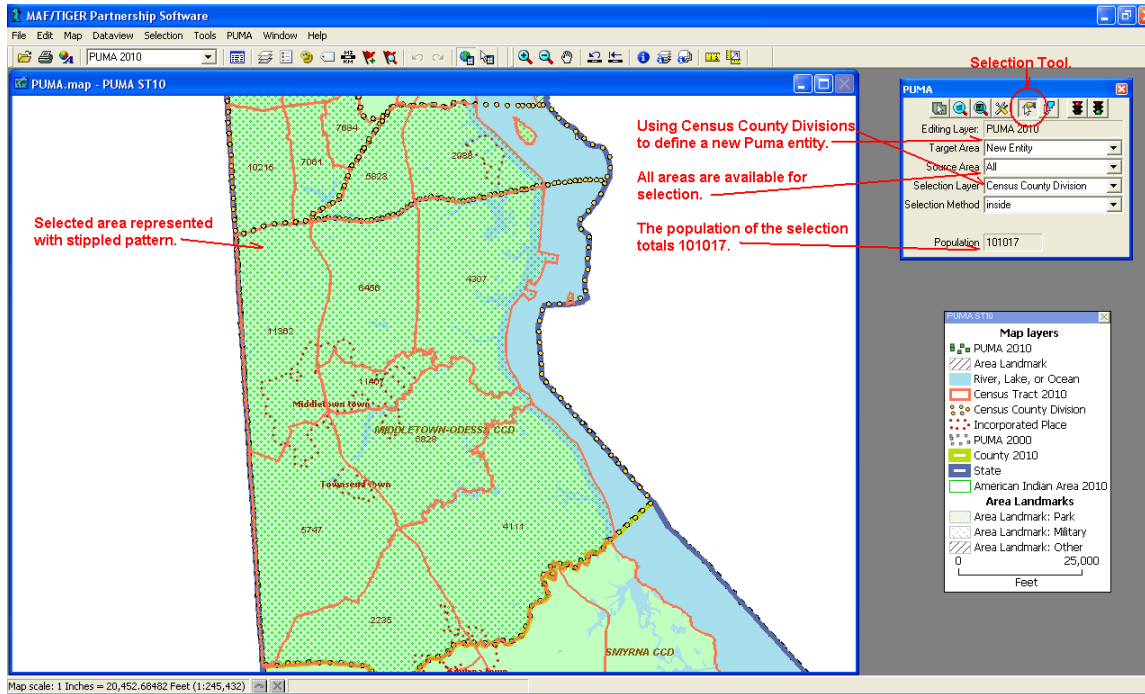 MAF/TIGER Partnership Software
File Edit Map Dataview Selection Tools PUMA Window Help
PUMA 2010
PUMA.map - PUMA ST10
Selection Tool.
PUMA
Editing Layer: PUMA 2010
Target Area New Entity
Source Area All
Selection Layer Census County Division
Selection Method inside
Population 101017
Using Census County Divisions
to define a new Puma entity.
All areas are available for
selection.
The population of the selection
totals 101017.
Selected area represented
with stippled pattern.
7684
10216
7061
5623
2938
4307
6456
11362
11407
Middletown town
MIDDLETOWN-ODESSA CCD
Townsend town
5747
4111
2235
SMYRNA CCD
PUMA ST10
Map layers
PUMA 2010
Area Landmark
River, Lake, or Ocean
Census Tract 2010
Census County Division
Incorporated Place
PUMA 2000
County 2010
State
American Indian Area 2010
Area Landmarks
Area Landmark: Park
Area Landmark: Military
Area Landmark: Other
0 25,000
Feet
Map scale: 1 Inches = 20,452.68482 Feet (1:245,432)